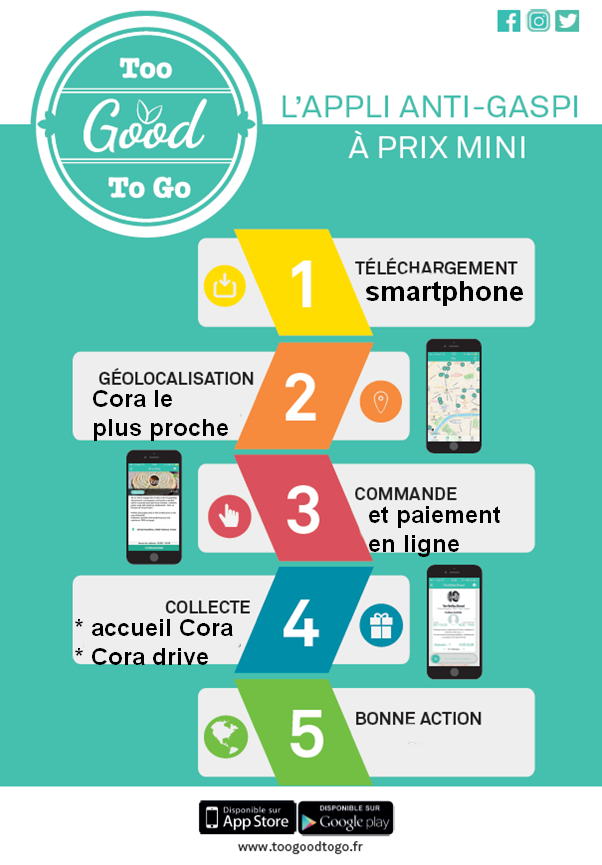 Too
Good
To Go
L'APPLI ANTI-GASPI
À PRIX MINI
1
TÉLÉCHARGEMENT
smartphone
GÉOLOCALISATION
Cora le
plus proche
2
3
COMMANDE
et paiement
en ligne
COLLECTE
* accueil Cora
* Cora drive
4
5
BONNE ACTION
Disponible sur
App Store
DISPONIBLE SUR
Google play
www.toogoodtogo.fr